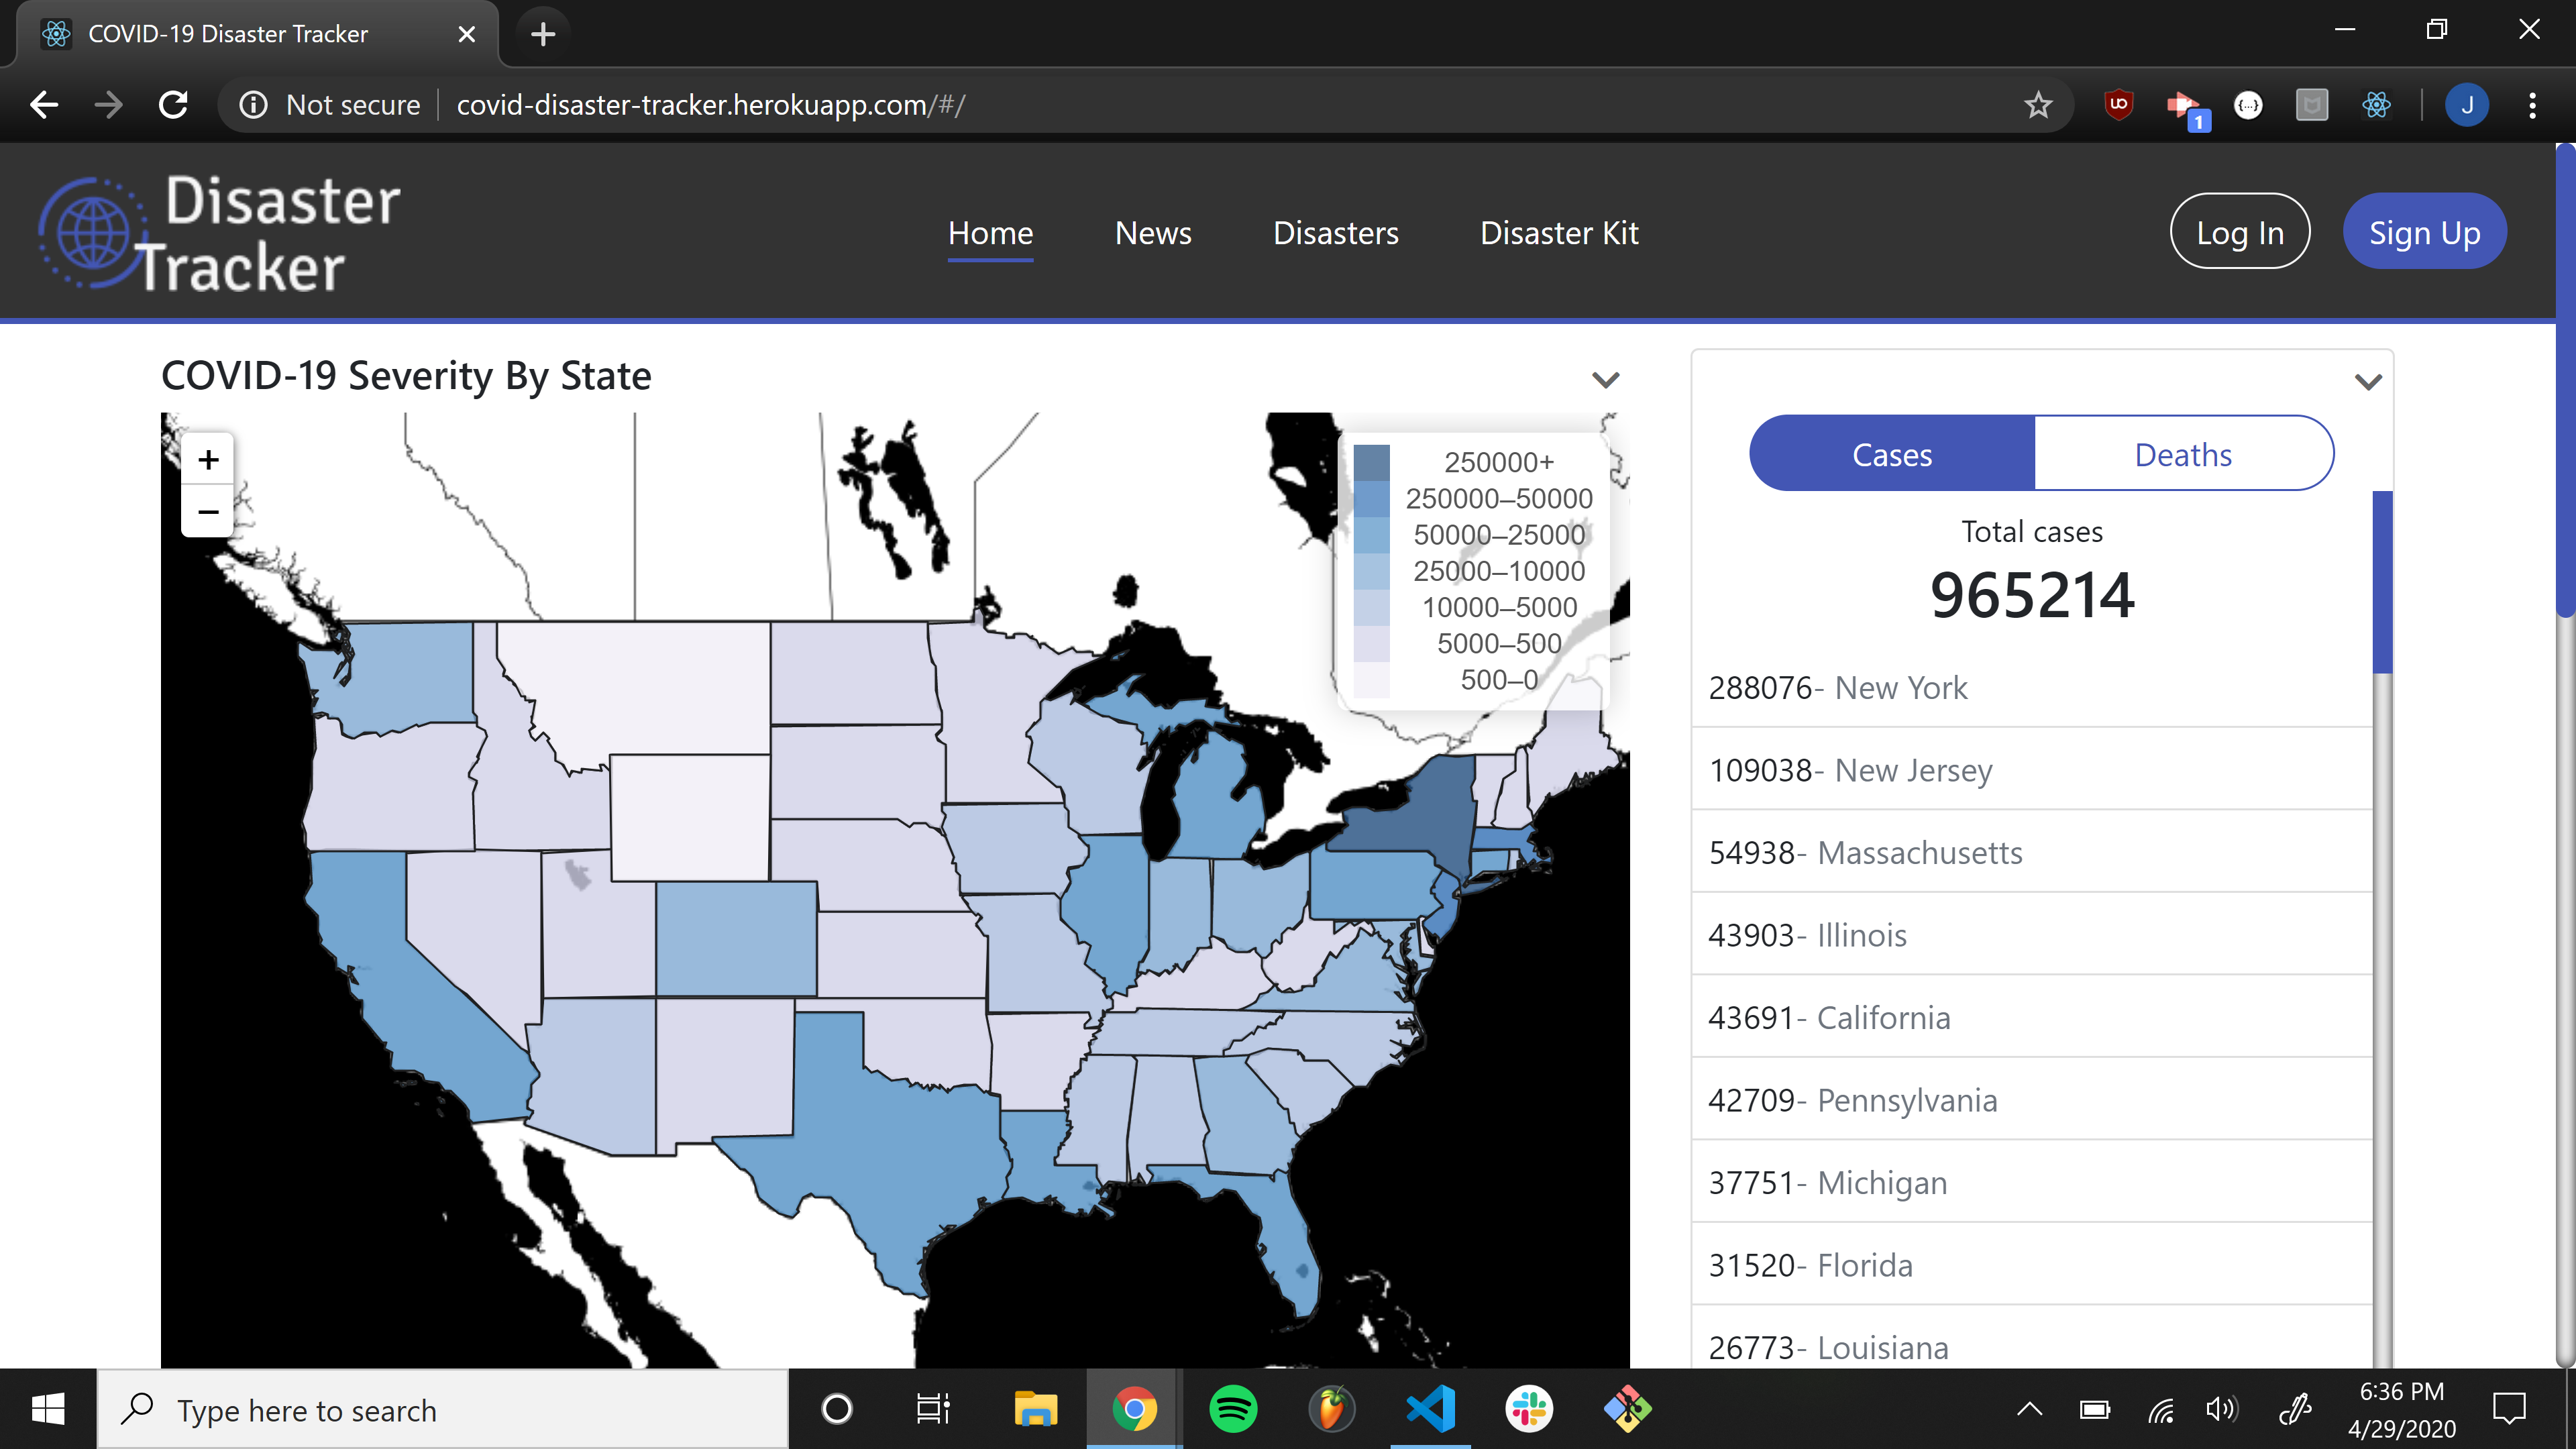 COVID-19 Disaster Tracker
Not secure
covid-disaster-tracker.herokuapp.com/#/
1
J
Disaster
Tracker
Home
News
Disasters
Disaster Kit
Log In
Sign Up
COVID-19 Severity By State
+
−
250000+
250000–50000
50000–25000
25000–10000
10000–5000
5000–500
500–0
Cases
Deaths
Total cases
965214
288076- New York
109038- New Jersey
54938- Massachusetts
43903- Illinois
43691- California
42709- Pennsylvania
37751- Michigan
31520- Florida
26773- Louisiana
Type here to search
6:36 PM
4/29/2020